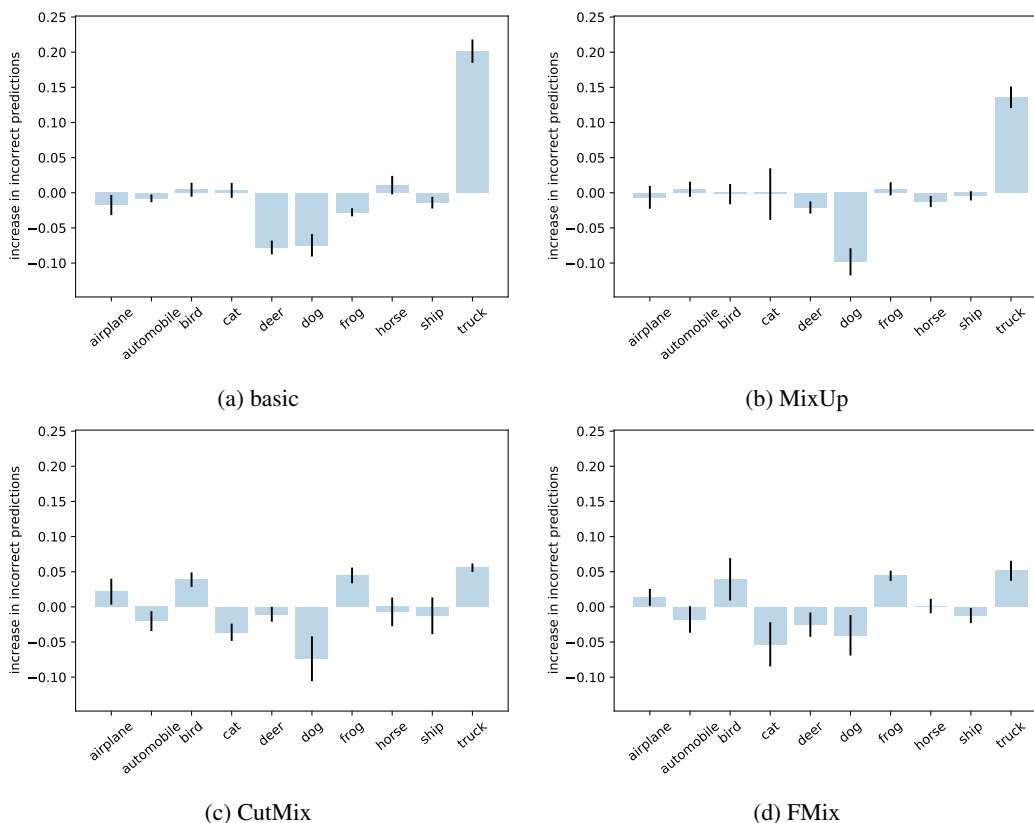 0.25
0.20
0.15
0.10
0.05
0.00
−0.05
−0.10
increase in incorrect predictions
airplane
automobile
bird
cat
deer
dog
frog
horse
ship
truck
(a) basic
0.25
0.20
0.15
0.10
0.05
0.00
−0.05
−0.10
increase in incorrect predictions
airplane
automobile
bird
cat
deer
dog
frog
horse
ship
truck
(b) MixUp
0.25
0.20
0.15
0.10
0.05
0.00
−0.05
−0.10
increase in incorrect predictions
airplane
automobile
bird
cat
deer
dog
frog
horse
ship
truck
(c) CutMix
0.25
0.20
0.15
0.10
0.05
0.00
−0.05
−0.10
increase in incorrect predictions
airplane
automobile
bird
cat
deer
dog
frog
horse
ship
truck
(d) FMix